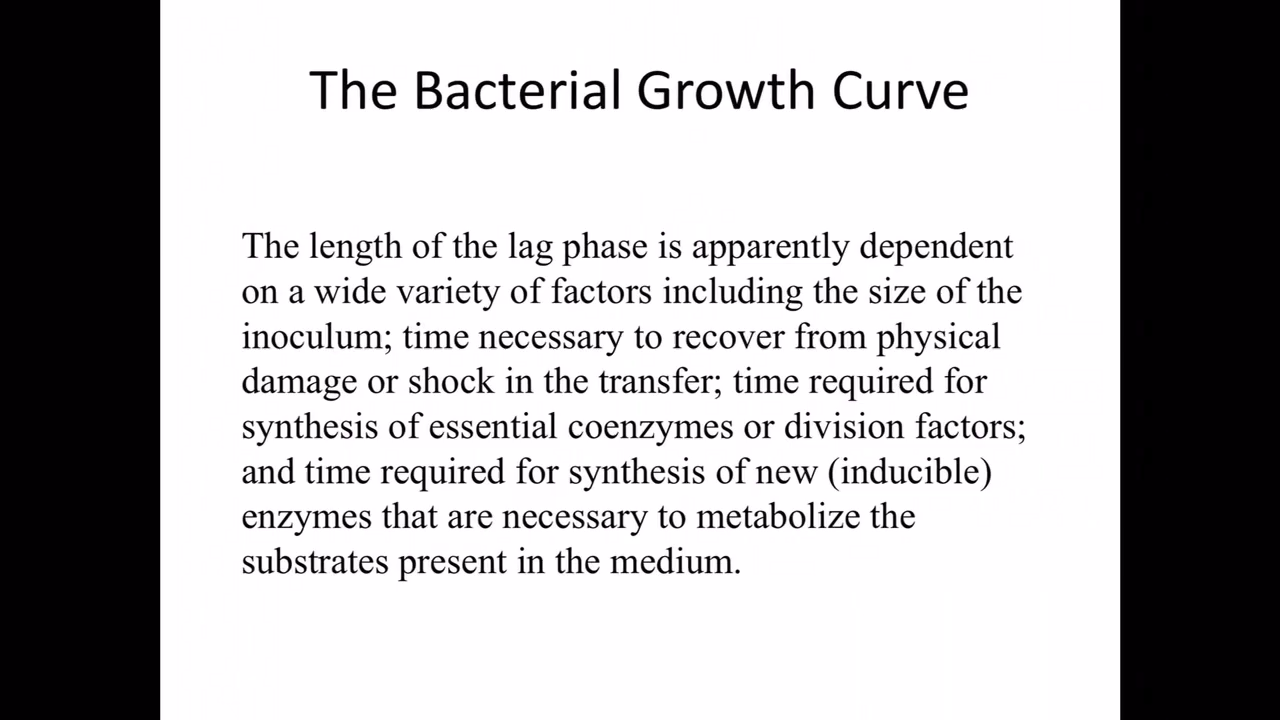 The Bacterial Growth Curve
The length of the lag phase is apparently dependent
on a wide variety of factors including the size of the
inoculum; time necessary to recover from physical
damage or shock in the transfer; time required for
synthesis of essential coenzymes or division factors;
and time required for synthesis of new (inducible)
enzymes that are necessary to metabolize the
substrates present in the medium.